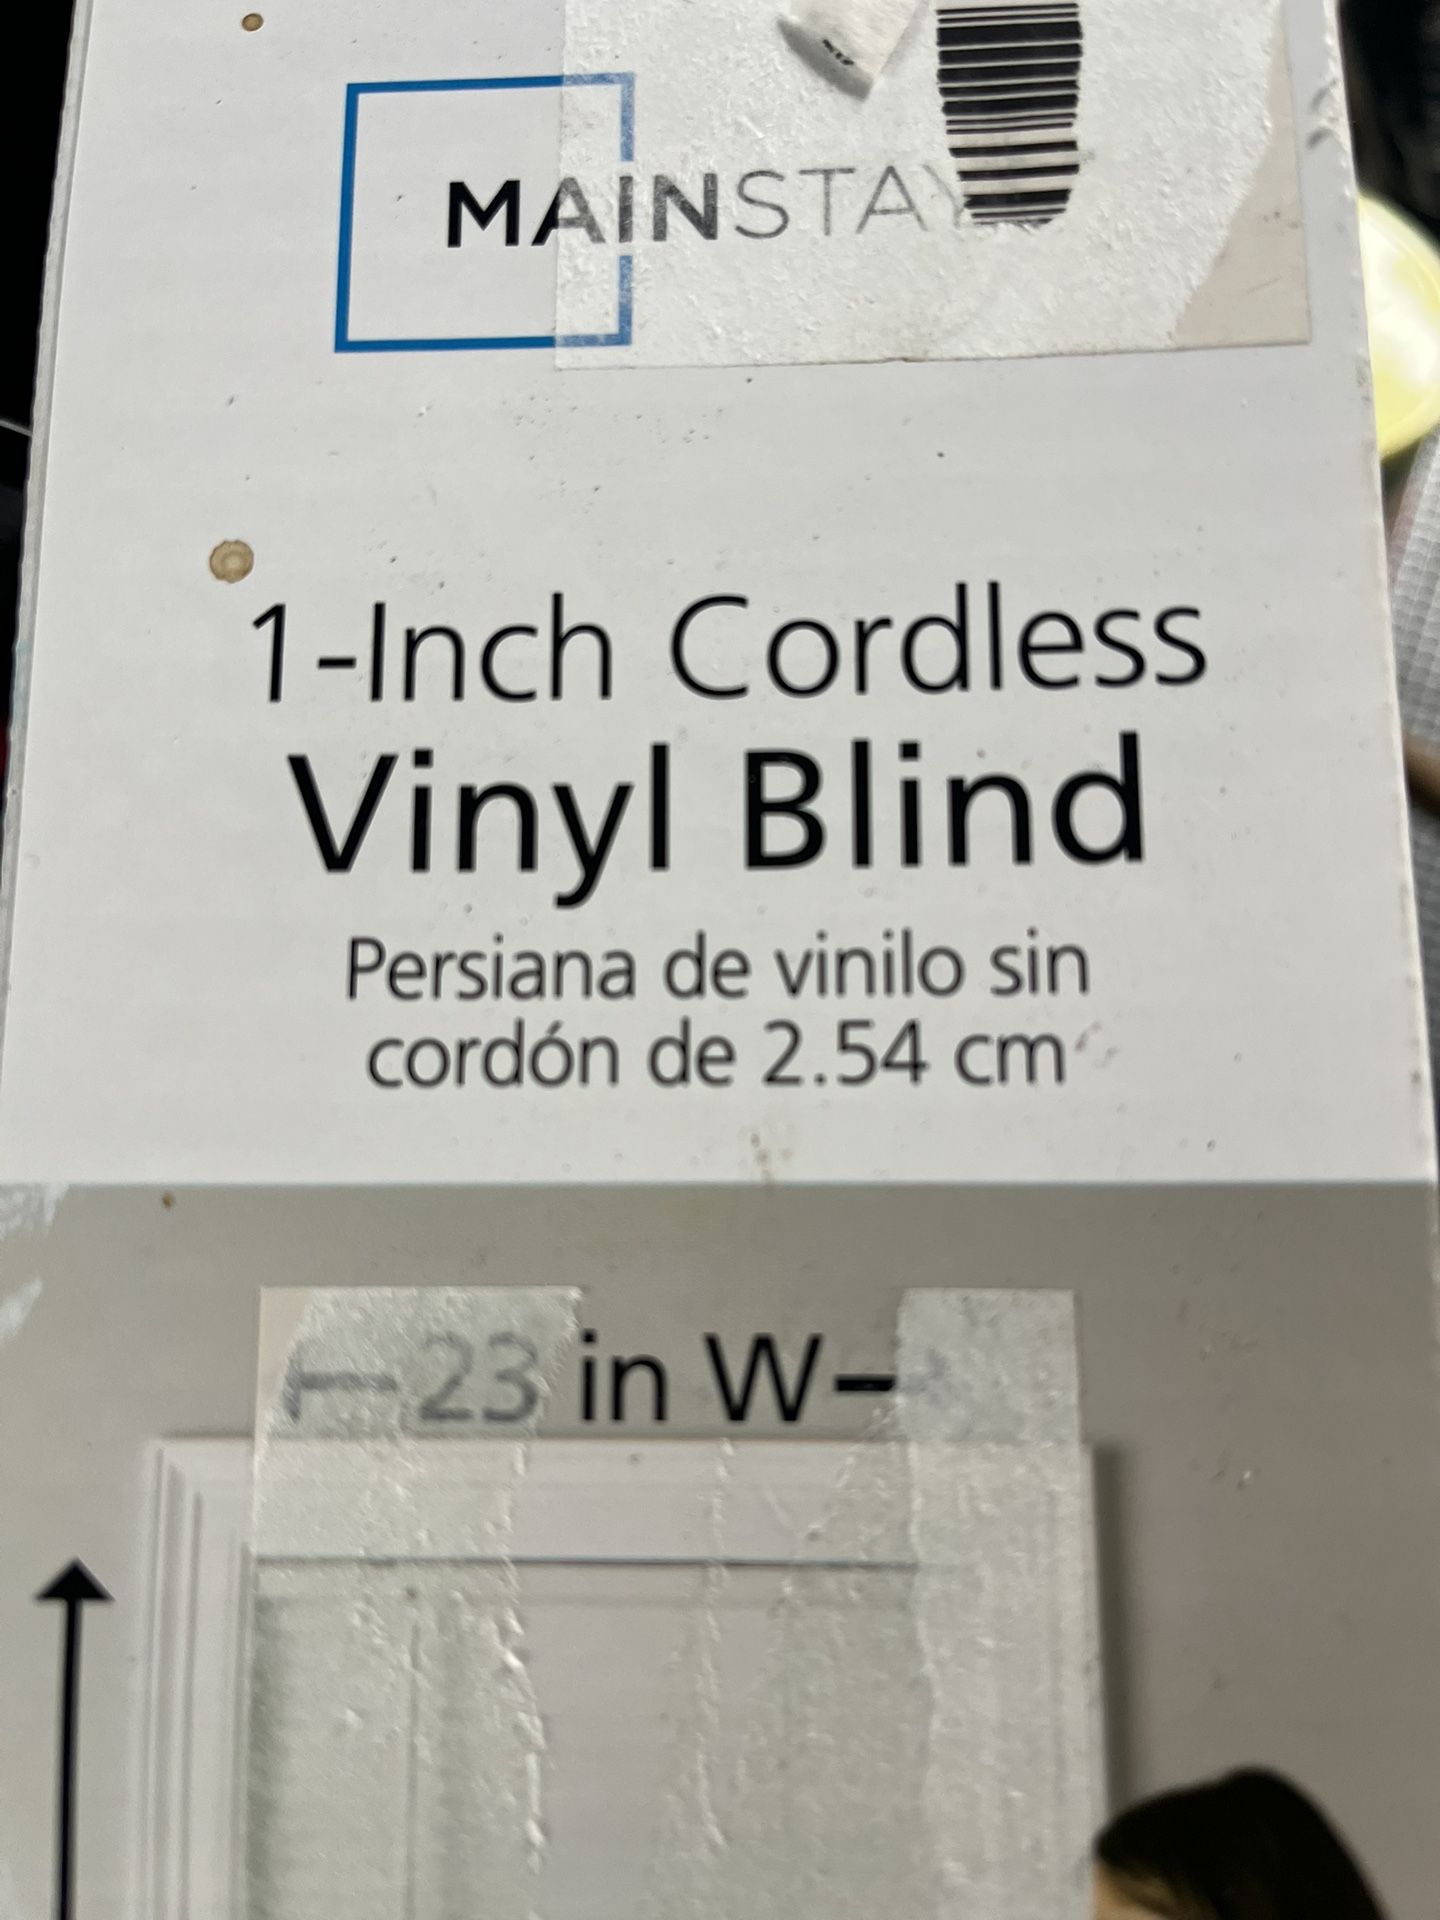 MAINSTAY
1-Inch Cordless
Vinyl Blind
Persiana de vinilo sin
cordón de 2.54 cm
23 in W